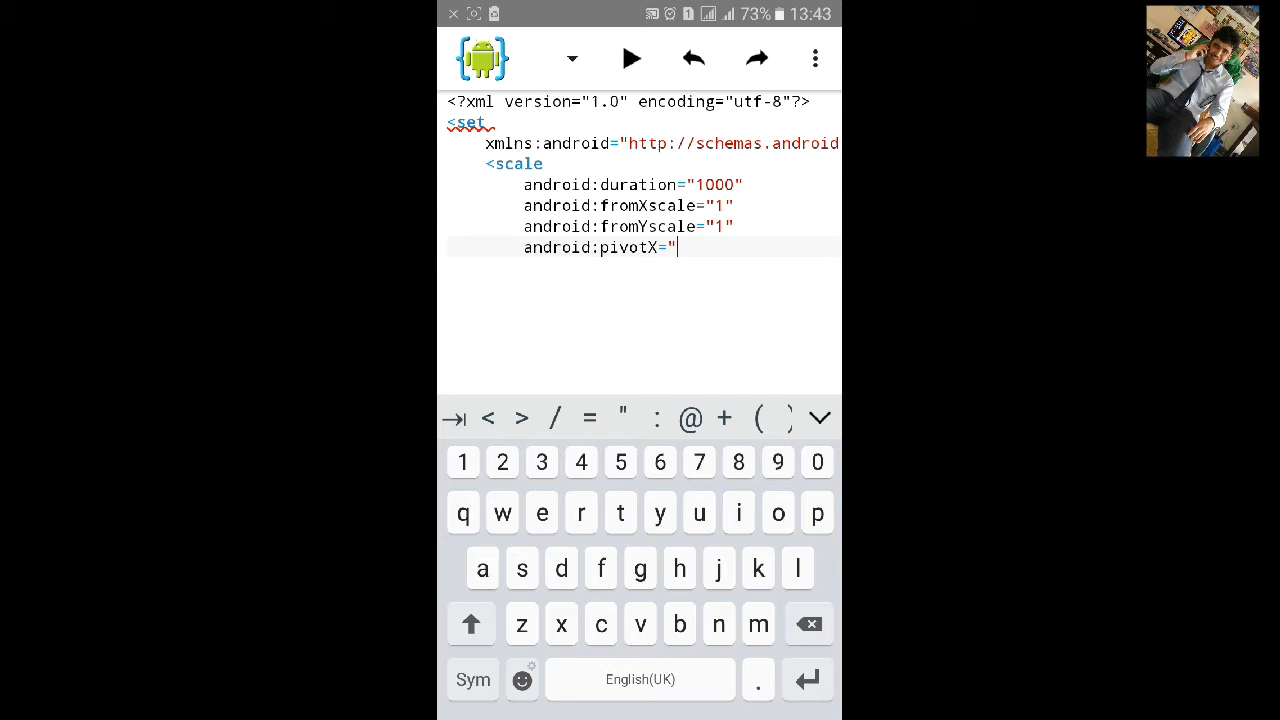 73% 13:43
<?xml version="1.0" encoding="utf-8"?>
<set
xmlns:android="http://schemas.android
<scale
android:duration="1000"
android:fromXscale="1"
android:fromYscale="1"
android:pivotX="
< > / = " : @ + ( )
1 2 3 4 5 6 7 8 9 0
q w e r t y u i o p
a s d f g h j k l
z x c v b n m
Sym English(UK) .